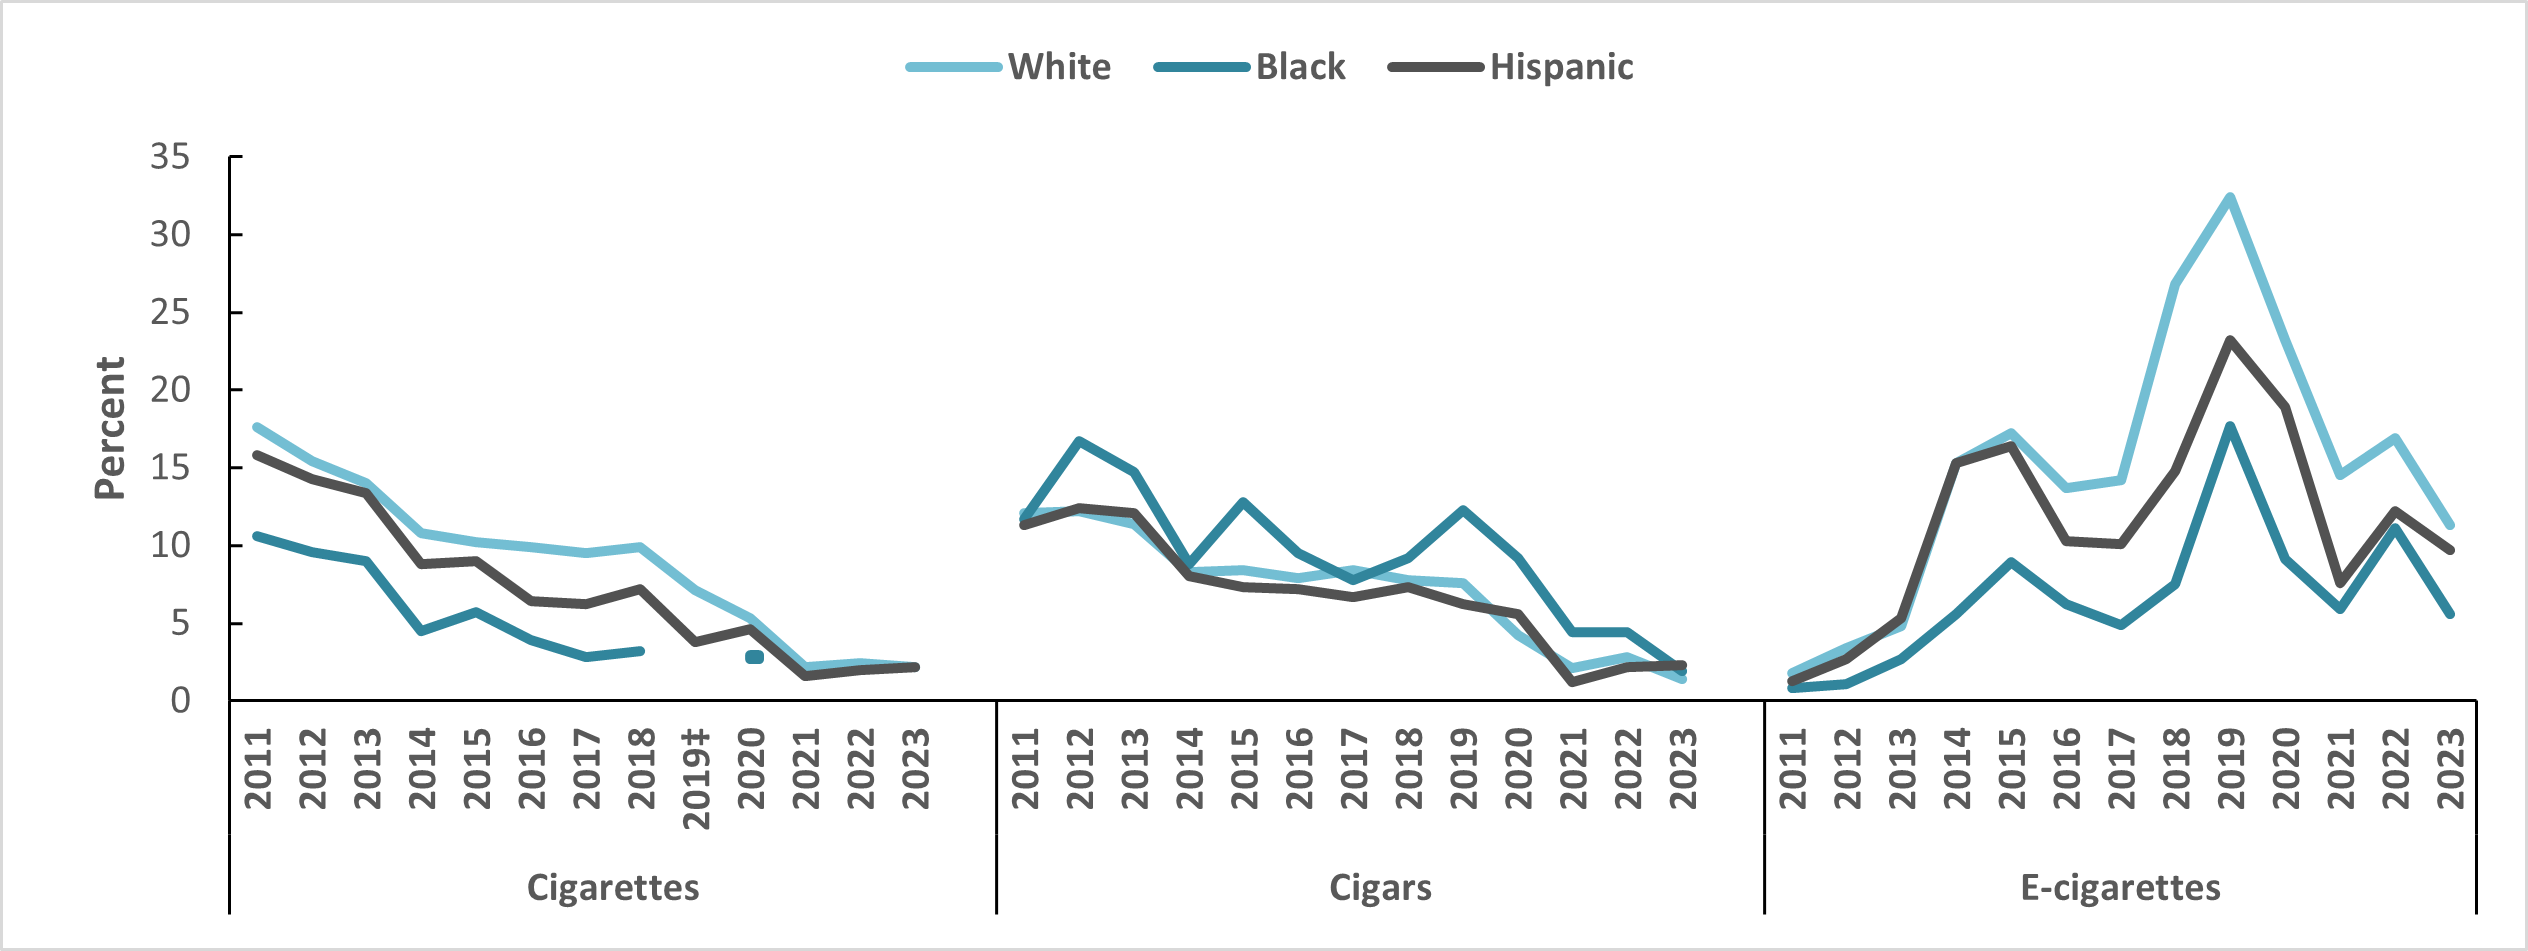 White Black Hispanic
35
30
25
20
15
10
5
0
Percent
2011 2012 2013 2014 2015 2016 2017 2018 2019‡ 2020 2021 2022 2023
2011 2012 2013 2014 2015 2016 2017 2018 2019 2020 2021 2022 2023
2011 2012 2013 2014 2015 2016 2017 2018 2019 2020 2021 2022 2023
Cigarettes Cigars E-cigarettes